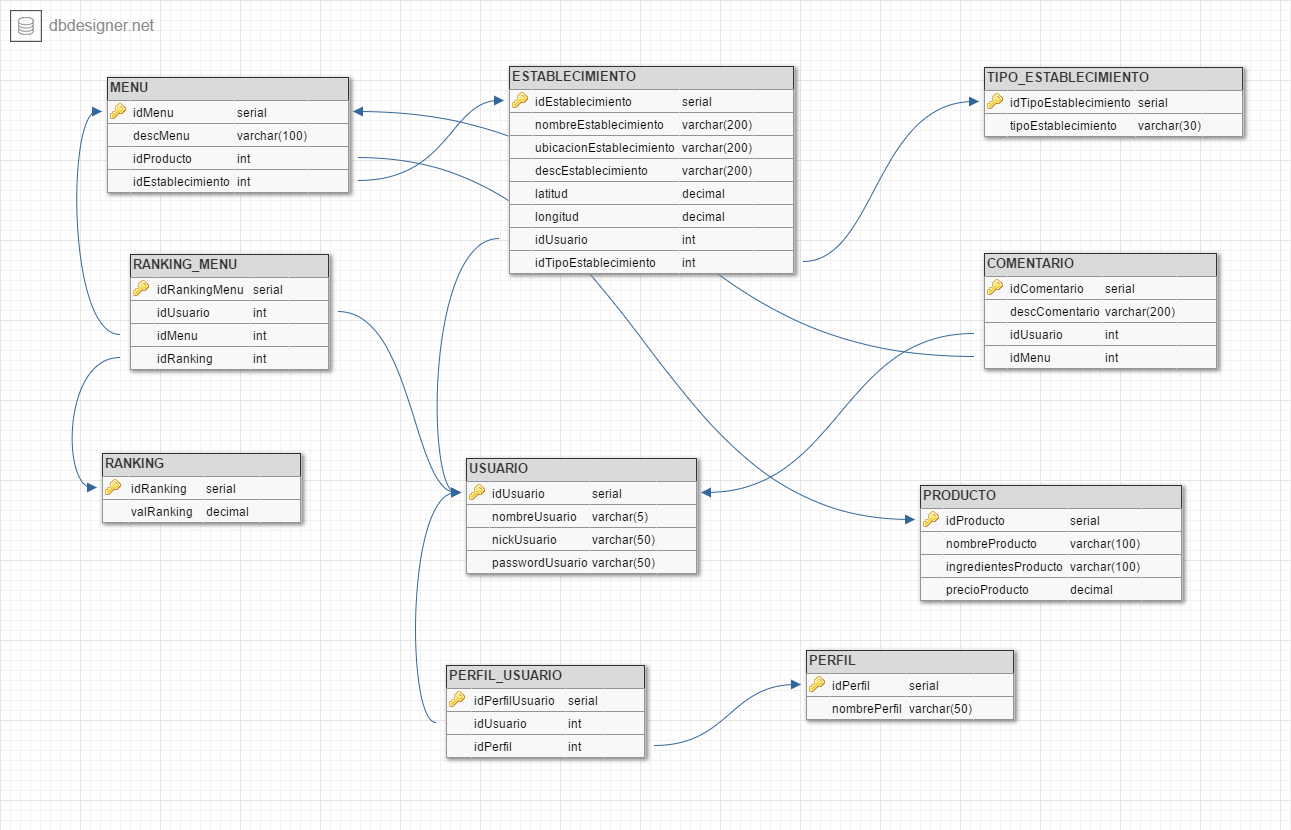 dbdesigner.net
MENU
idMenu serial
descMenu varchar(100)
idProducto int
idEstablecimiento int
ESTABLECIMIENTO
idEstablecimiento serial
nombreEstablecimiento varchar(200)
ubicacionEstablecimiento varchar(200)
descEstablecimiento varchar(200)
latitud decimal
longitud decimal
idUsuario int
idTipoEstablecimiento int
TIPO_ESTABLECIMIENTO
idTipoEstablecimiento serial
tipoEstablecimiento varchar(30)
RANKING_MENU
idRankingMenu serial
idUsuario int
idMenu int
idRanking int
COMENTARIO
idComentario serial
descComentario varchar(200)
idUsuario int
idMenu int
RANKING
idRanking serial
valRanking decimal
USUARIO
idUsuario serial
nombreUsuario varchar(5)
nickUsuario varchar(50)
passwordUsuario varchar(50)
PRODUCTO
idProducto serial
nombreProducto varchar(100)
ingredientesProducto varchar(100)
precioProducto decimal
PERFIL_USUARIO
idPerfilUsuario serial
idUsuario int
idPerfil int
PERFIL
idPerfil serial
nombrePerfil varchar(50)